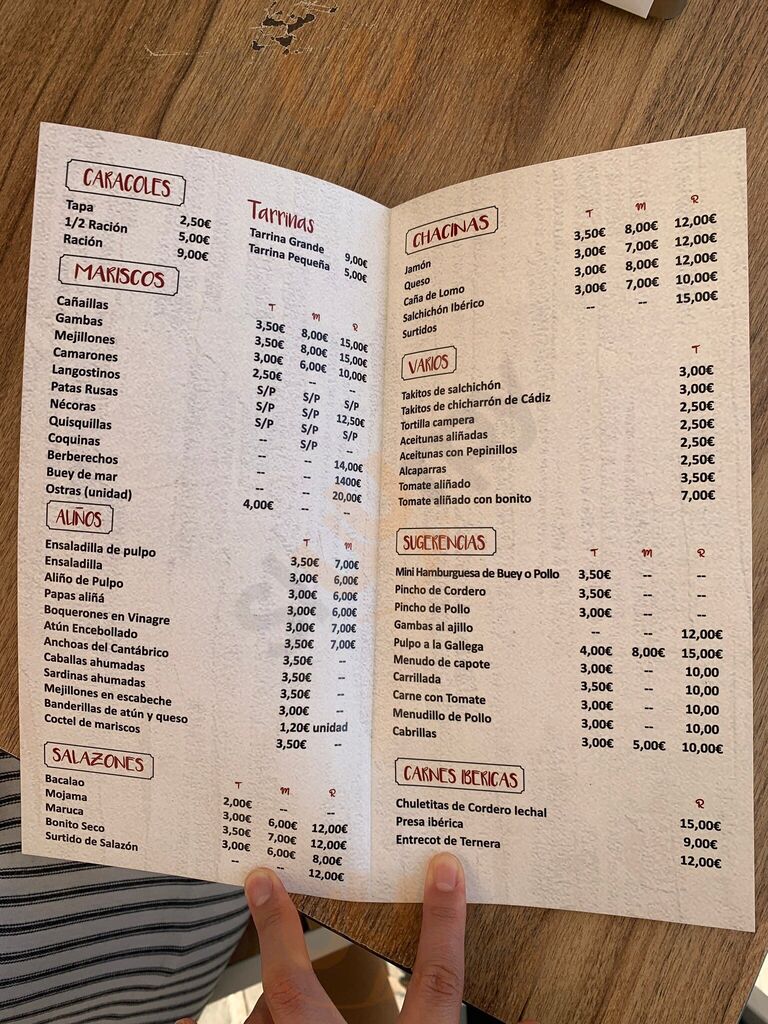 CARACOLES
Tapa 2,50€
1/2 Ración 5,00€
Ración 9,00€
Tarrinas
Tarrina Grande 9,00€
Tarrina Pequeña 5,00€
MARISCOS
T M R
Cañaillas 3,50€ 8,00€ 15,00€
Gambas 3,50€ 8,00€ 15,00€
Mejillones 3,00€ 6,00€ 10,00€
Camarones 2,50€ -- --
Langostinos S/P S/P S/P
Patas Rusas S/P S/P 12,50€
Nécoras S/P S/P S/P
Quisquillas -- S/P
Coquinas -- -- 14,00€
Berberechos -- -- 1400€
Buey de mar -- -- 20,00€
Ostras (unidad) 4,00€ -- --
ALIÑOS
T M
Ensaladilla de pulpo 3,50€ 7,00€
Ensaladilla 3,00€ 6,00€
Aliño de Pulpo 3,00€ 6,00€
Papas aliñá 3,00€ 6,00€
Boquerones en Vinagre 3,00€ 7,00€
Atún Encebollado 3,50€ 7,00€
Anchoas del Cantábrico 3,50€ --
Caballas ahumadas 3,50€ --
Sardinas ahumadas 3,50€ --
Mejillones en escabeche 3,00€ --
Banderillas de atún y queso 1,20€ unidad
Coctel de mariscos 3,50€ --
SALAZONES
T M R
Bacalao 2,00€ -- --
Mojama 3,00€ 6,00€ 12,00€
Maruca 3,50€ 7,00€ 12,00€
Bonito Seco 3,00€ 6,00€ 8,00€
Surtido de Salazón -- -- 12,00€
CHACINAS
T M R
Jamón 3,50€ 8,00€ 12,00€
Queso 3,00€ 7,00€ 12,00€
Caña de Lomo 3,00€ 8,00€ 12,00€
Salchichón Ibérico 3,00€ 7,00€ 10,00€
Surtidos -- -- 15,00€
VARIOS
T
Takitos de salchichón 3,00€
Takitos de chicharrón de Cádiz 3,00€
Tortilla campera 2,50€
Aceitunas aliñadas 2,50€
Aceitunas con Pepinillos 2,50€
Alcaparras 2,50€
Tomate aliñado 3,50€
Tomate aliñado con bonito 7,00€
SUGERENCIAS
T M R
Mini Hamburguesa de Buey o Pollo 3,50€ -- --
Pincho de Cordero 3,50€ -- --
Pincho de Pollo 3,00€ -- --
Gambas al ajillo -- -- 12,00€
Pulpo a la Gallega 4,00€ 8,00€ 15,00€
Menudo de capote 3,00€ -- 10,00
Carrillada 3,50€ -- 10,00
Carne con Tomate 3,00€ -- 10,00
Menudillo de Pollo 3,00€ -- 10,00
Cabrillas 3,00€ 5,00€ 10,00€
CARNES IBERICAS
R
Chuletitas de Cordero lechal 15,00€
Presa ibérica 9,00€
Entrecot de Ternera 12,00€